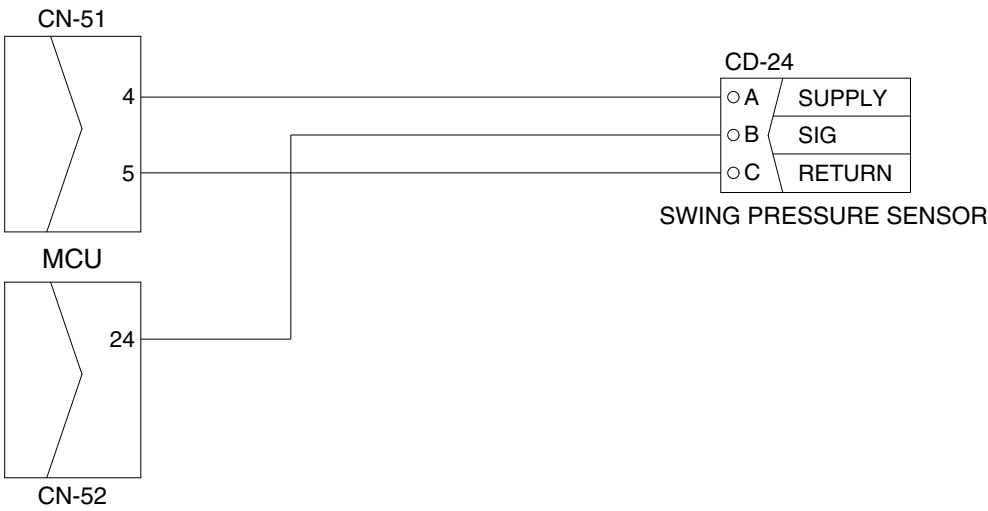 CN-51
4
5
MCU
24
CN-52
CD-24
A SUPPLY
B SIG
C RETURN
SWING PRESSURE SENSOR